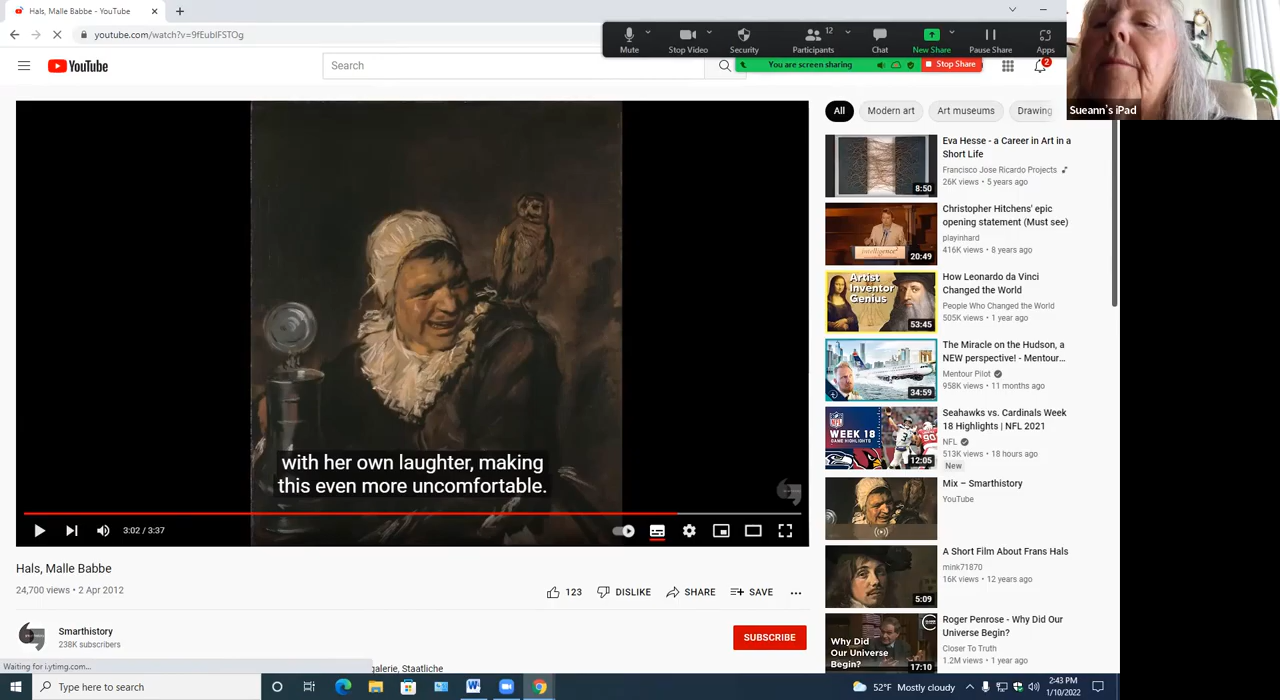 Hals, Malle Babbe - YouTube
youtube.com/watch?v=9fEubIFSTOg
Mute
Stop Video
Security
12
Participants
Chat
New Share
Pause Share
Apps
You are screen sharing
Stop Share
YouTube
Search
2
Sueann's iPad
All
Modern art
Art museums
Drawing
with her own laughter, making
this even more uncomfortable.
3:02 / 3:37
Hals, Malle Babbe
24,700 views • 2 Apr 2012
123
DISLIKE
SHARE
SAVE
Smarthistory
238K subscribers
SUBSCRIBE
Waiting for i.ytimg.com...
galerie, Staatliche
8:50
Eva Hesse - a Career in Art in a
Short Life
Francisco Jose Ricardo Projects
26K views • 5 years ago
intelligence²
20:49
Christopher Hitchens' epic
opening statement (Must see)
playinhard
416K views • 8 years ago
Artist
Inventor
Genius
53:45
How Leonardo da Vinci
Changed the World
People Who Changed the World
505K views • 1 year ago
34:59
The Miracle on the Hudson, a
NEW perspective! - Mentour...
Mentour Pilot
958K views • 11 months ago
WEEK 18
GAME HIGHLIGHTS
12:05
Seahawks vs. Cardinals Week
18 Highlights | NFL 2021
NFL
513K views • 18 hours ago
New
Mix – Smarthistory
YouTube
5:09
A Short Film About Frans Hals
mink71870
16K views • 12 years ago
Why Did
Our Universe
Begin?
17:10
Roger Penrose - Why Did Our
Universe Begin?
Closer To Truth
1.2M views • 1 year ago
Type here to search
52°F Mostly cloudy
2:43 PM
1/10/2022